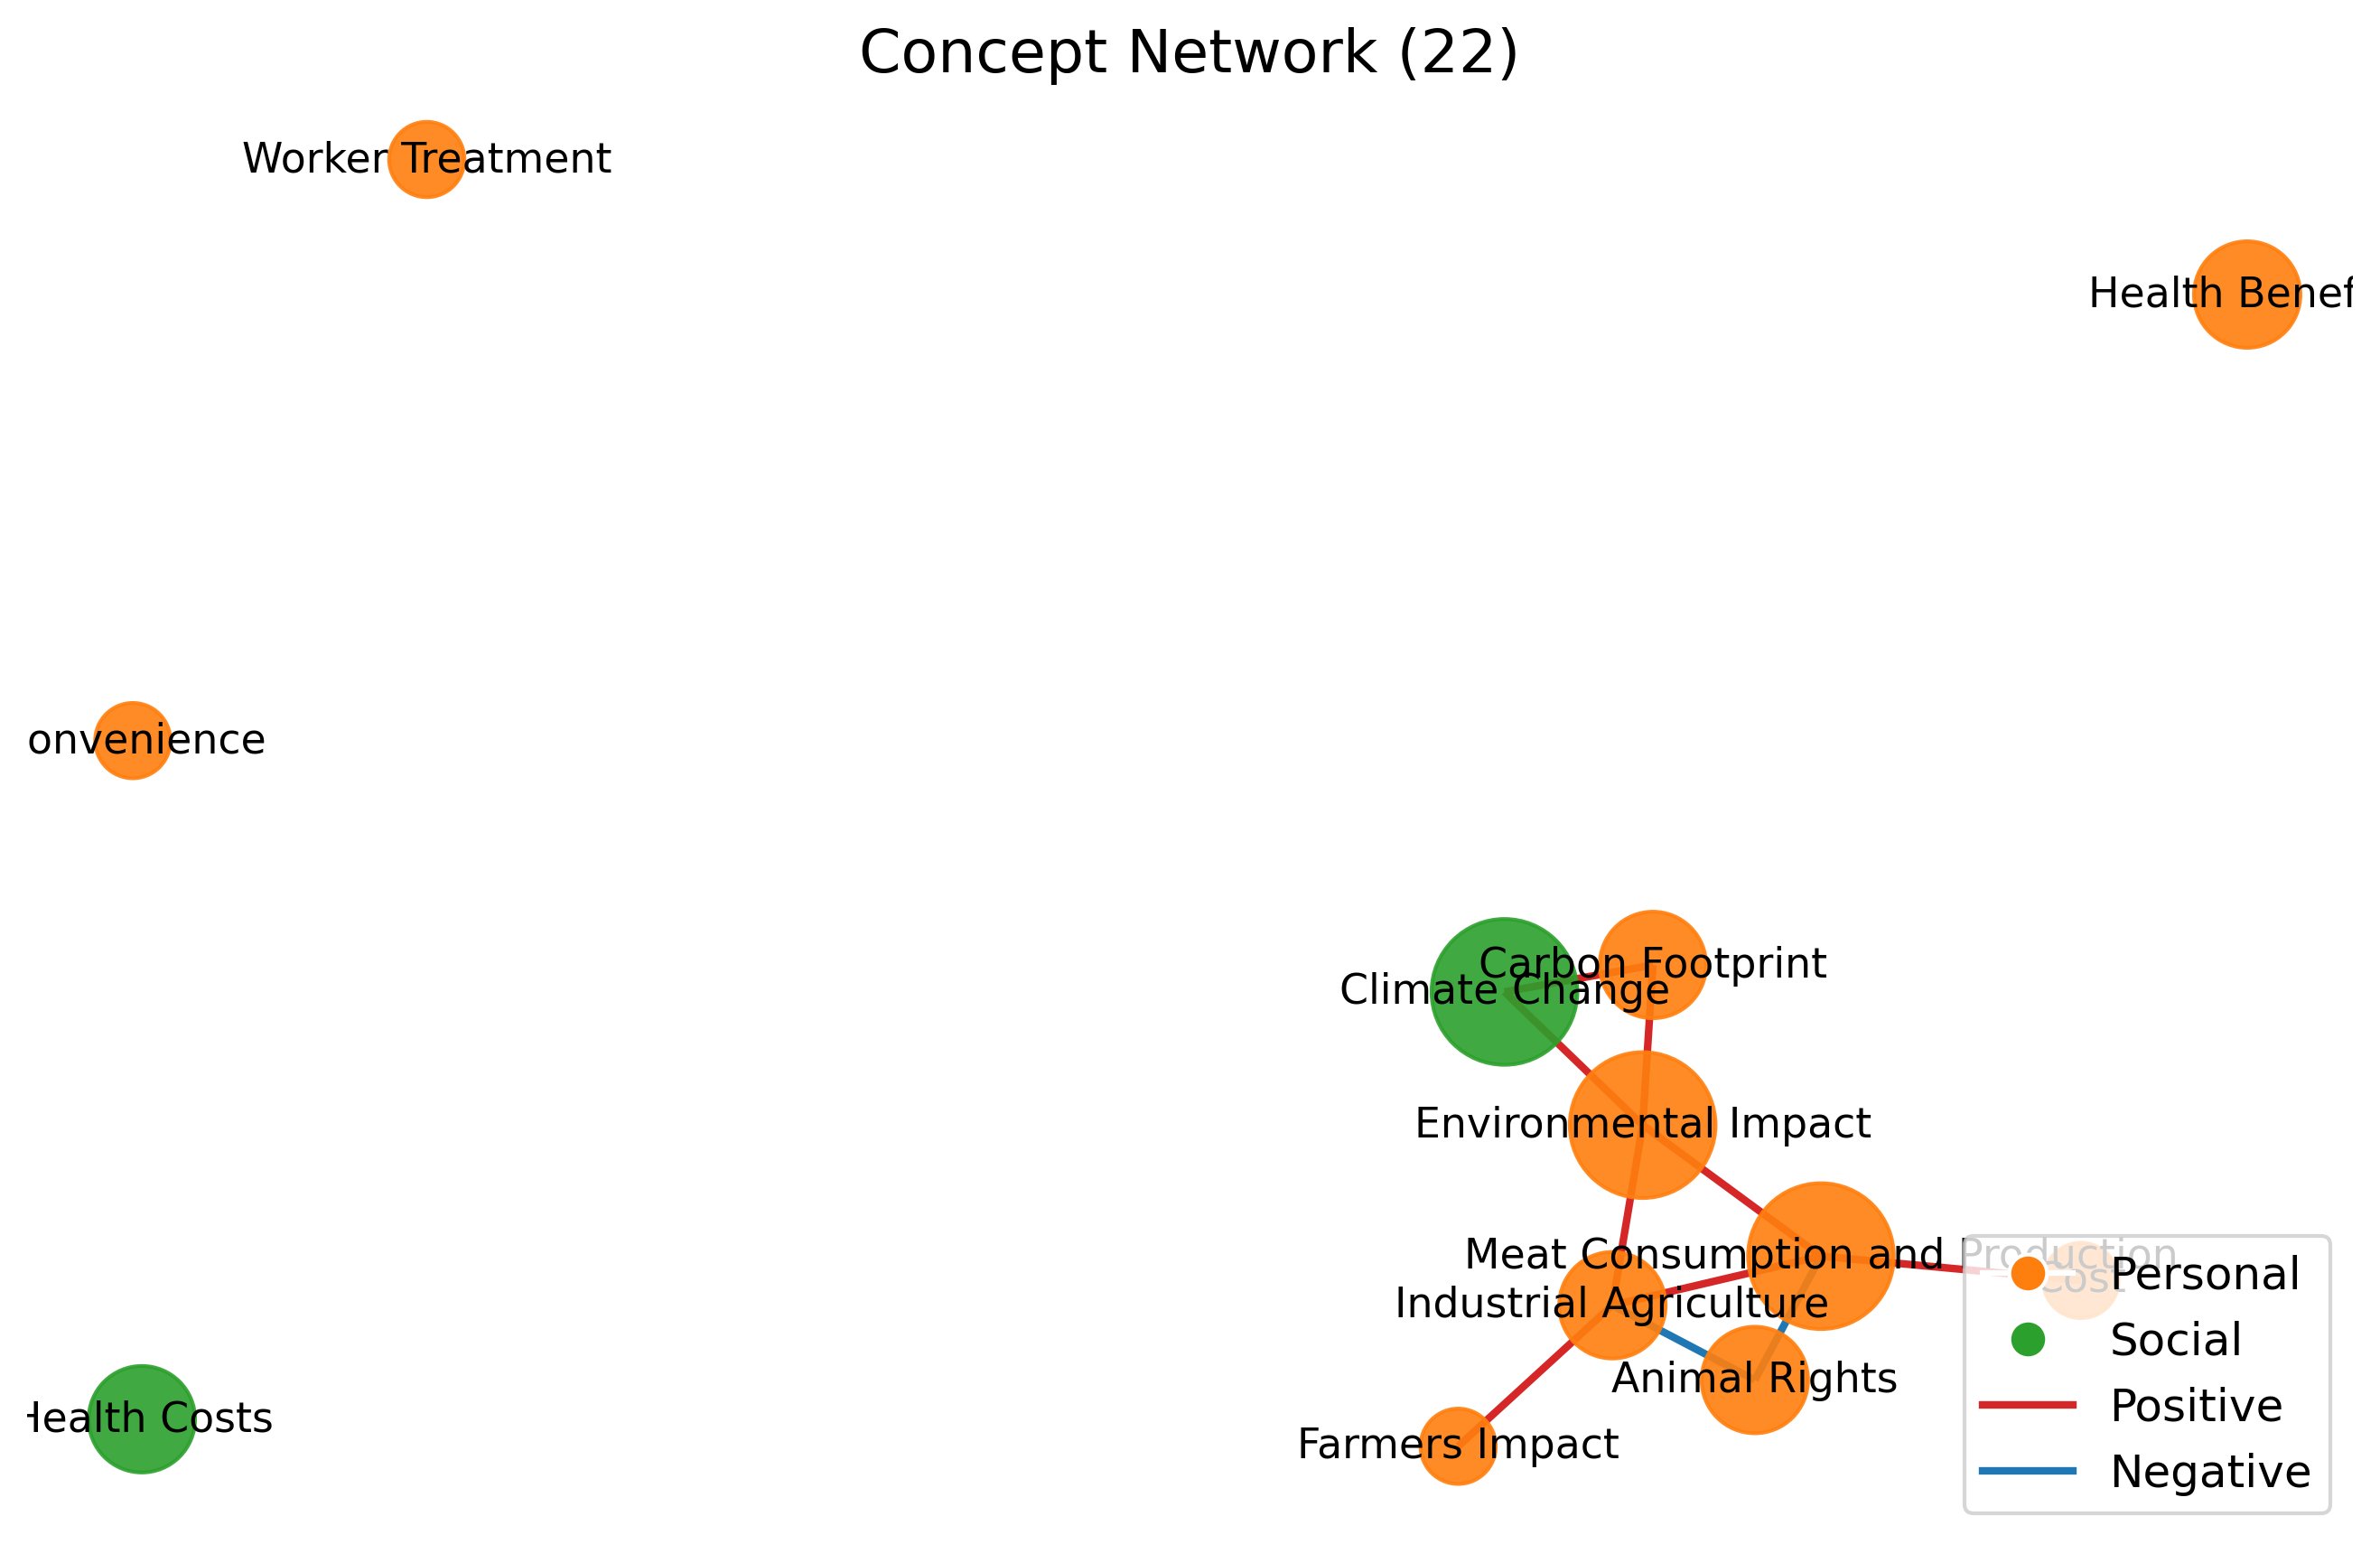 Concept Network (22)
Worker Treatment
Health Benef
onvenience
Carbon Footprint
Climate Change
Environmental Impact
Meat Consumption and Production
Cost
Industrial Agriculture
Animal Rights
Farmers Impact
Health Costs
Personal
Social
Positive
Negative